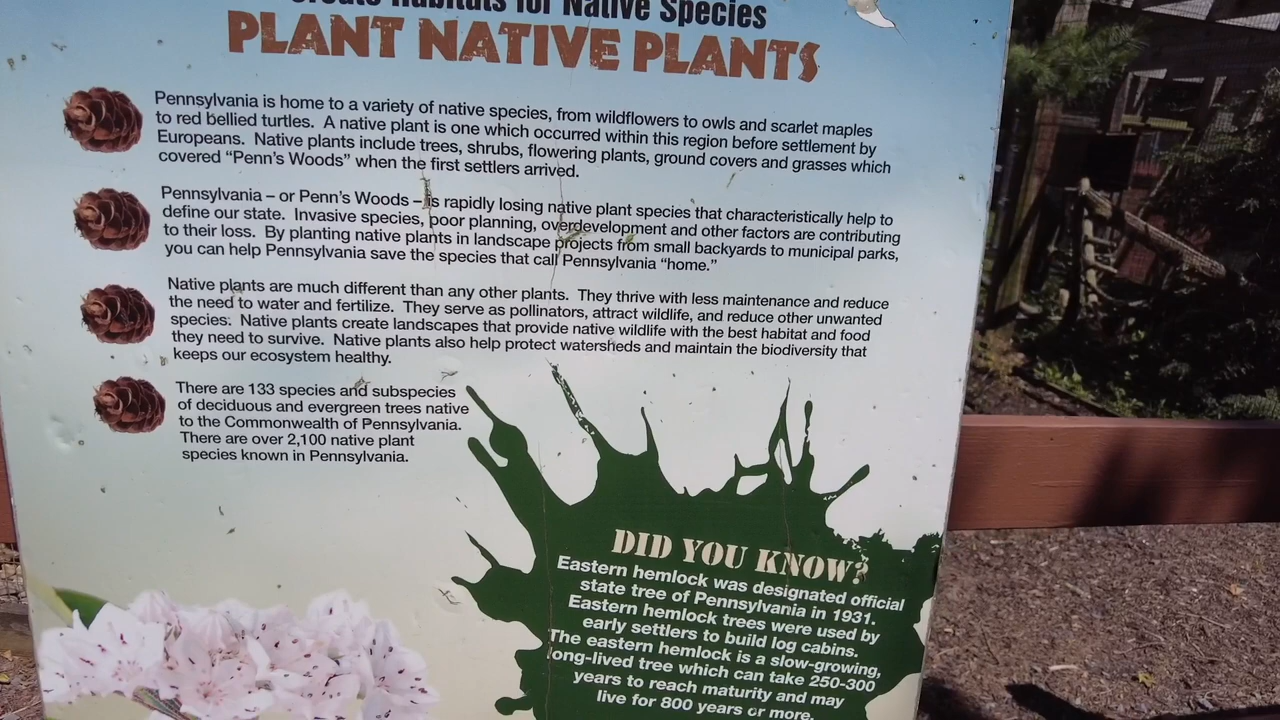 Create Habitats for Native Species
PLANT NATIVE PLANTS
Pennsylvania is home to a variety of native species, from wildflowers to owls and scarlet maples
to red bellied turtles. A native plant is one which occurred within this region before settlement by
Europeans. Native plants include trees, shrubs, flowering plants, ground covers and grasses which
covered “Penn’s Woods” when the first settlers arrived.
Pennsylvania – or Penn’s Woods – is rapidly losing native plant species that characteristically help to
define our state. Invasive species, poor planning, overdevelopment and other factors are contributing
to their loss. By planting native plants in landscape projects from small backyards to municipal parks,
you can help Pennsylvania save the species that call Pennsylvania “home.”
Native plants are much different than any other plants. They thrive with less maintenance and reduce
the need to water and fertilize. They serve as pollinators, attract wildlife, and reduce other unwanted
species. Native plants create landscapes that provide native wildlife with the best habitat and food
they need to survive. Native plants also help protect watersheds and maintain the biodiversity that
keeps our ecosystem healthy.
There are 133 species and subspecies
of deciduous and evergreen trees native
to the Commonwealth of Pennsylvania.
There are over 2,100 native plant
species known in Pennsylvania.
DID YOU KNOW?
Eastern hemlock was designated official
state tree of Pennsylvania in 1931.
Eastern hemlock trees were used by
early settlers to build log cabins.
The eastern hemlock is a slow-growing,
long-lived tree which can take 250-300
years to reach maturity and may
live for 800 years or more.